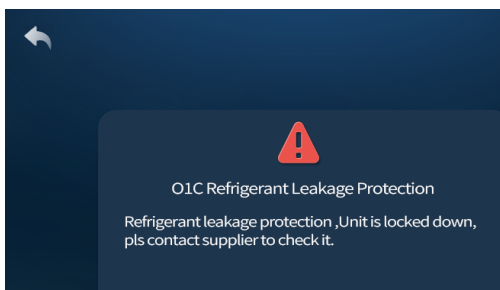 O1C Refrigerant Leakage Protection
Refrigerant leakage protection ,Unit is locked down,
pls contact supplier to check it.